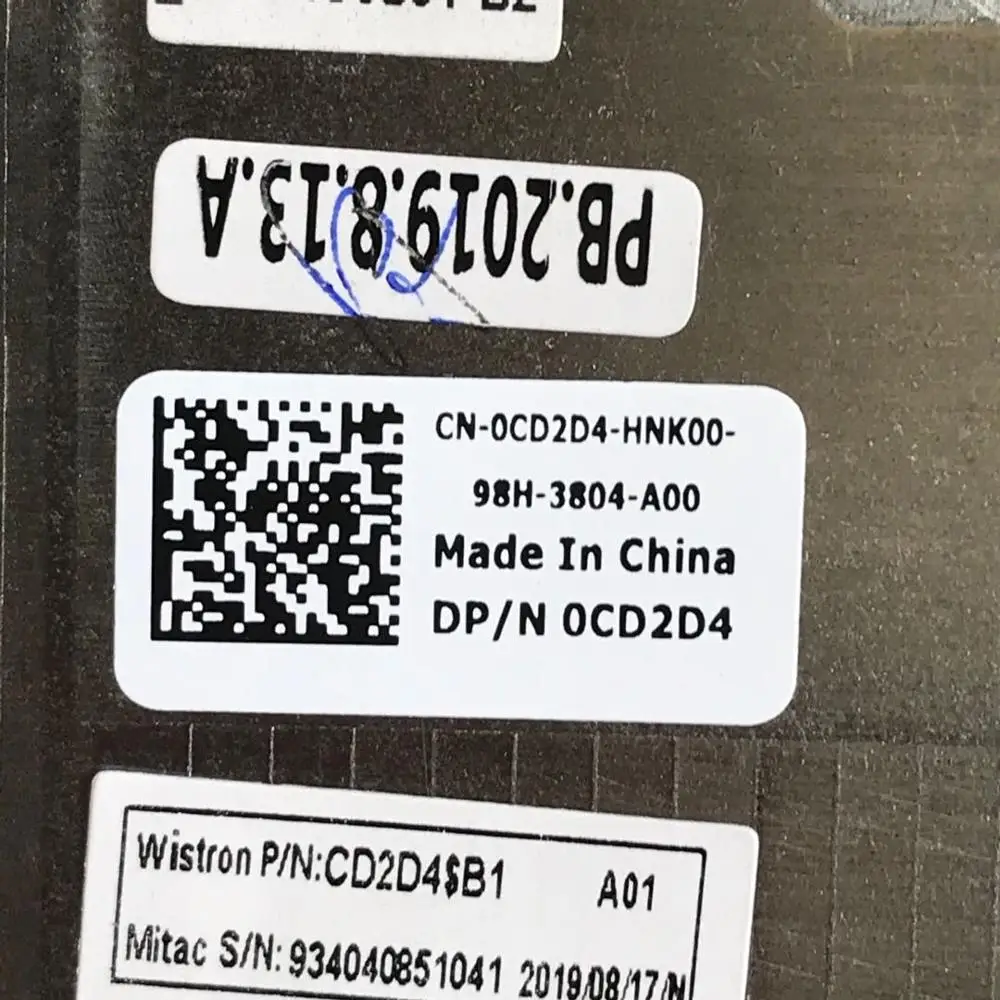 PB.2019.8.13.A
CN-0CD2D4-HNK00-
98H-3804-A00
Made In China
DP/N 0CD2D4
Wistron P/N:CD2D4$B1 A01
Mitac S/N: 934040851041 2019/08/17/N